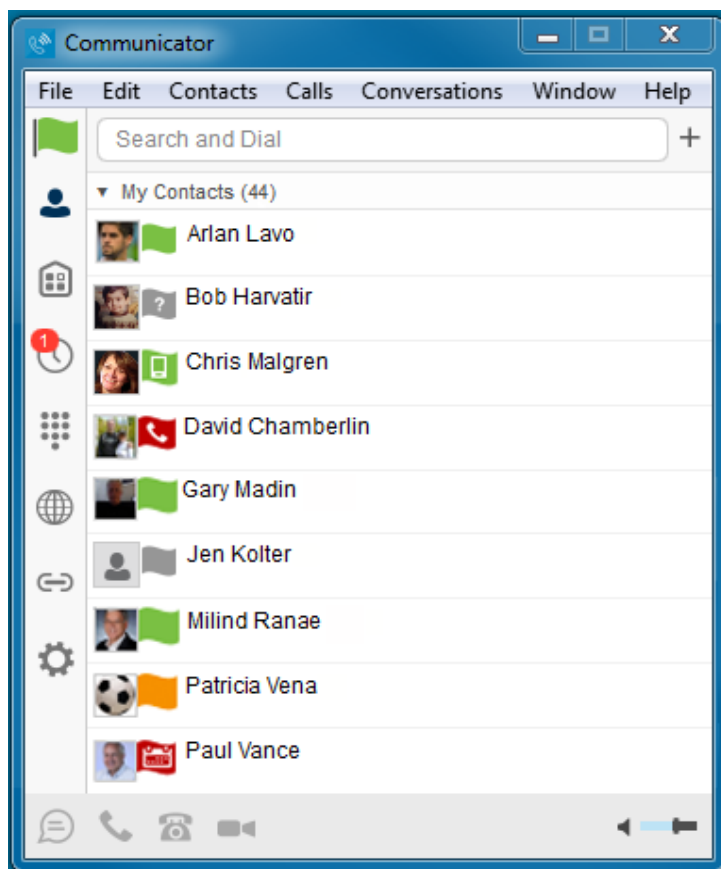 Communicator
File Edit Contacts Calls Conversations Window Help
Search and Dial
My Contacts (44)
Arlan Lavo
? Bob Harvatir
1
Chris Malgren
David Chamberlin
Gary Madin
Jen Kolter
Milind Ranae
Patricia Vena
Paul Vance